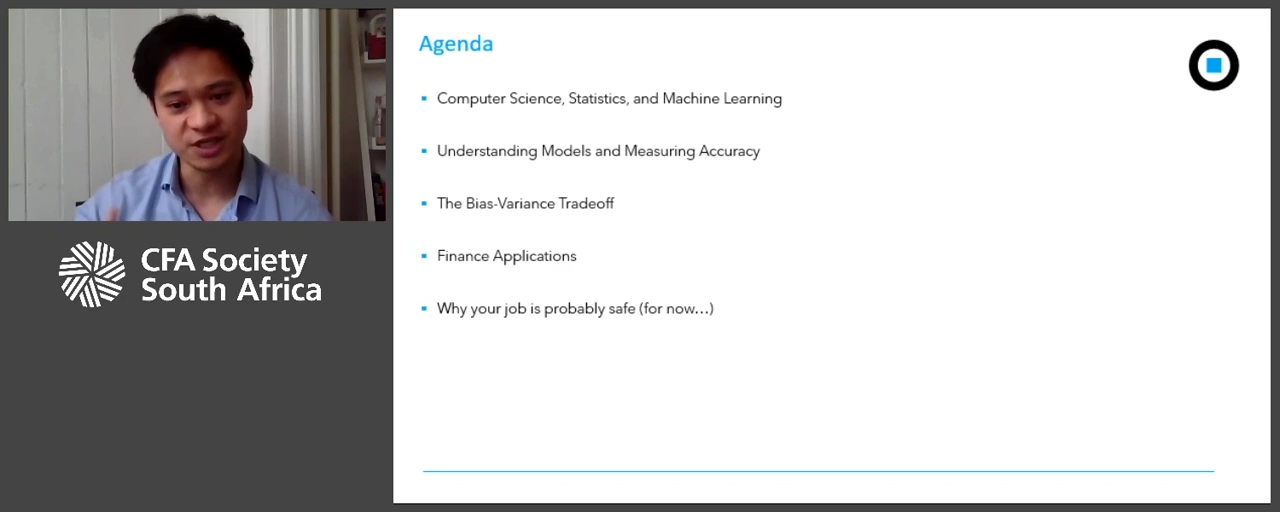 CFA Society
South Africa
Agenda
Computer Science, Statistics, and Machine Learning
Understanding Models and Measuring Accuracy
The Bias-Variance Tradeoff
Finance Applications
Why your job is probably safe (for now...)